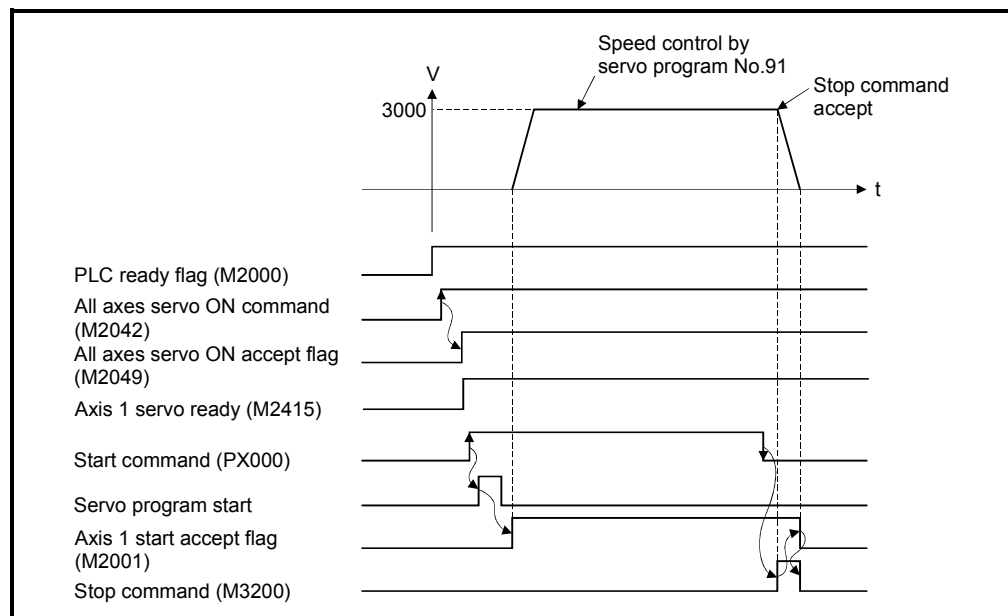 Speed control by
servo program No.91
V
Stop command
accept
3000
t
PLC ready flag (M2000)
All axes servo ON command
(M2042)
All axes servo ON accept flag
(M2049)
Axis 1 servo ready (M2415)
Start command (PX000)
Servo program start
Axis 1 start accept flag
(M2001)
Stop command (M3200)